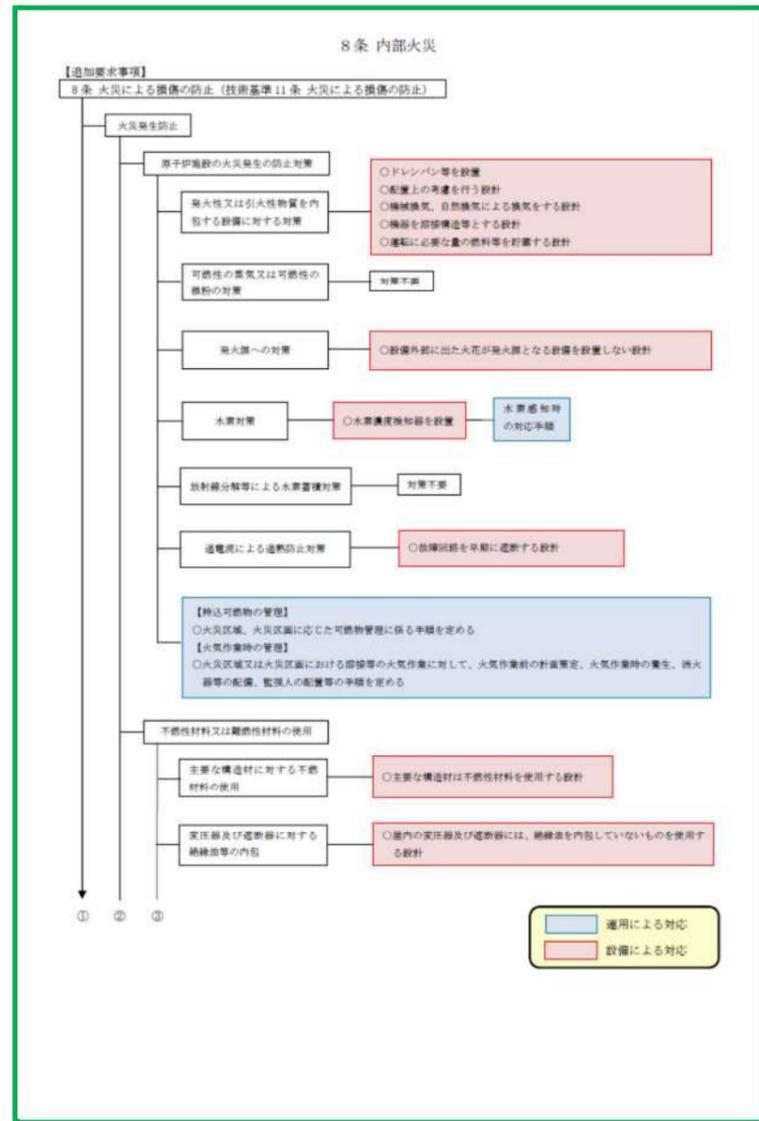 8条 内部火災
【追加要求事項】
8条 火災による損傷の防止（技術基準11条 火災による損傷の防止）
火災発生防止
原子炉施設の火災発生の防止対策
発火性又は引火性物質を内
包する設備に対する対策
○ドレンパン等を設置
○配置上の考慮を行う設計
○機械換気、自然換気による換気をする設計
○機器を溶接構造等とする設計
○運転に必要な量の燃料等を貯蔵する設計
可燃性の蒸気又は可燃性の
微粉の対策
対策不要
発火源への対策
○設備外部に出た火花が発火源となる設備を設置しない設計
水素対策
○水素濃度検知器を設置
水素感知時
の対応手順
放射線分解等による水素蓄積対策
対策不要
過電流による過熱防止対策
○故障回路を早期に遮断する設計
【持込可燃物の管理】
○火災区域、火災区画に応じた可燃物管理に係る手順を定める
【火気作業時の管理】
○火災区域又は火災区画における溶接等の火気作業に対して、火気作業前の計画策定、火気作業時の養生、消火
器等の配備、監視人の配置等の手順を定める
不燃性材料又は難燃性材料の使用
主要な構造材に対する不燃
材料の使用
○主要な構造材は不燃性材料を使用する設計
変圧器及び遮断器に対する
絶縁油等の内包
○屋内の変圧器及び遮断器には、絶縁油を内包していないものを使用す
る設計
① ② ③
運用による対応
設備による対応